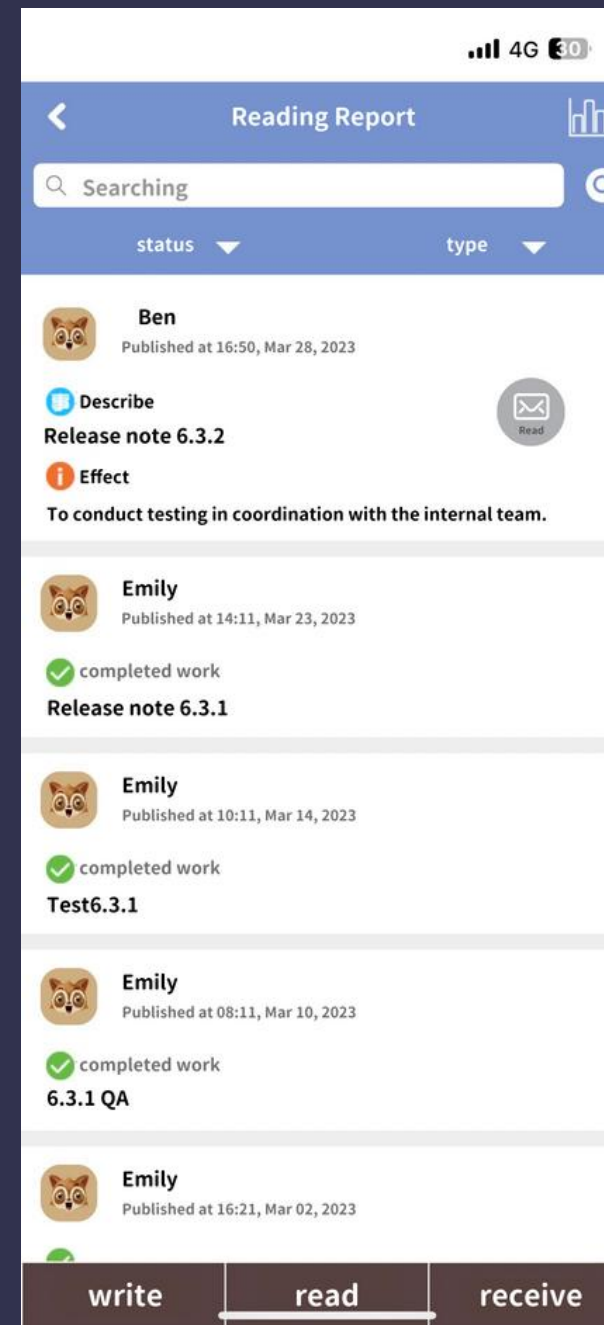 4G 30
Reading Report
Searching
status type
Ben
Published at 16:50, Mar 28, 2023
Describe
Release note 6.3.2
Read
Effect
To conduct testing in coordination with the internal team.
Emily
Published at 14:11, Mar 23, 2023
completed work
Release note 6.3.1
Emily
Published at 10:11, Mar 14, 2023
completed work
Test6.3.1
Emily
Published at 08:11, Mar 10, 2023
completed work
6.3.1 QA
Emily
Published at 16:21, Mar 02, 2023
write read receive